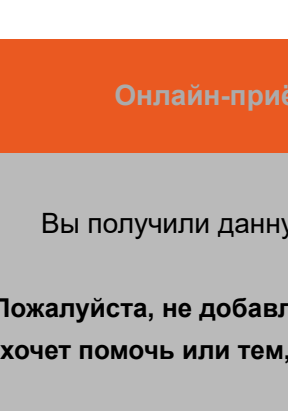 Онлайн-приё
Вы получили данну
Пожалуйста, не добавл
хочет помочь или тем,